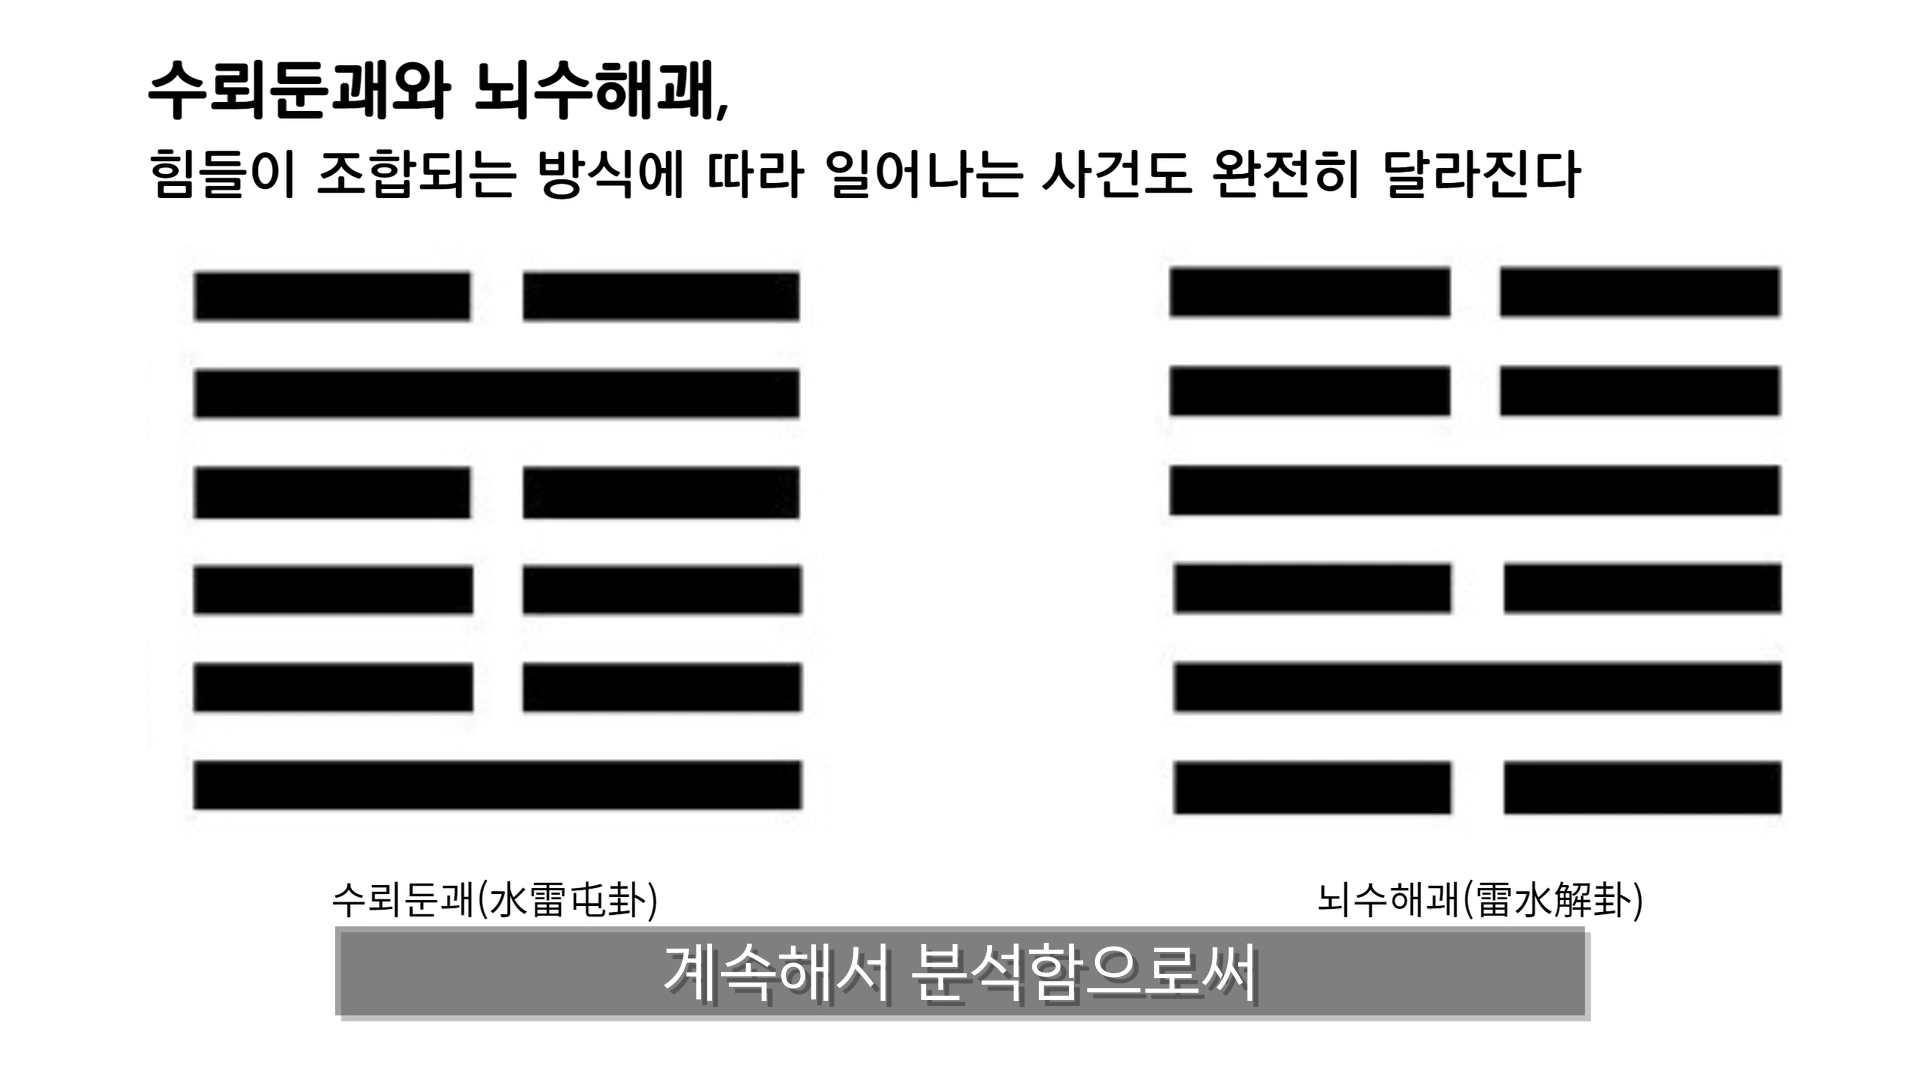 수뢰둔괘와 뇌수해괘,
힘들이 조합되는 방식에 따라 일어나는 사건도 완전히 달라진다
수뢰둔괘(水雷屯卦)
뇌수해괘(雷水解卦)
계속해서 분석함으로써